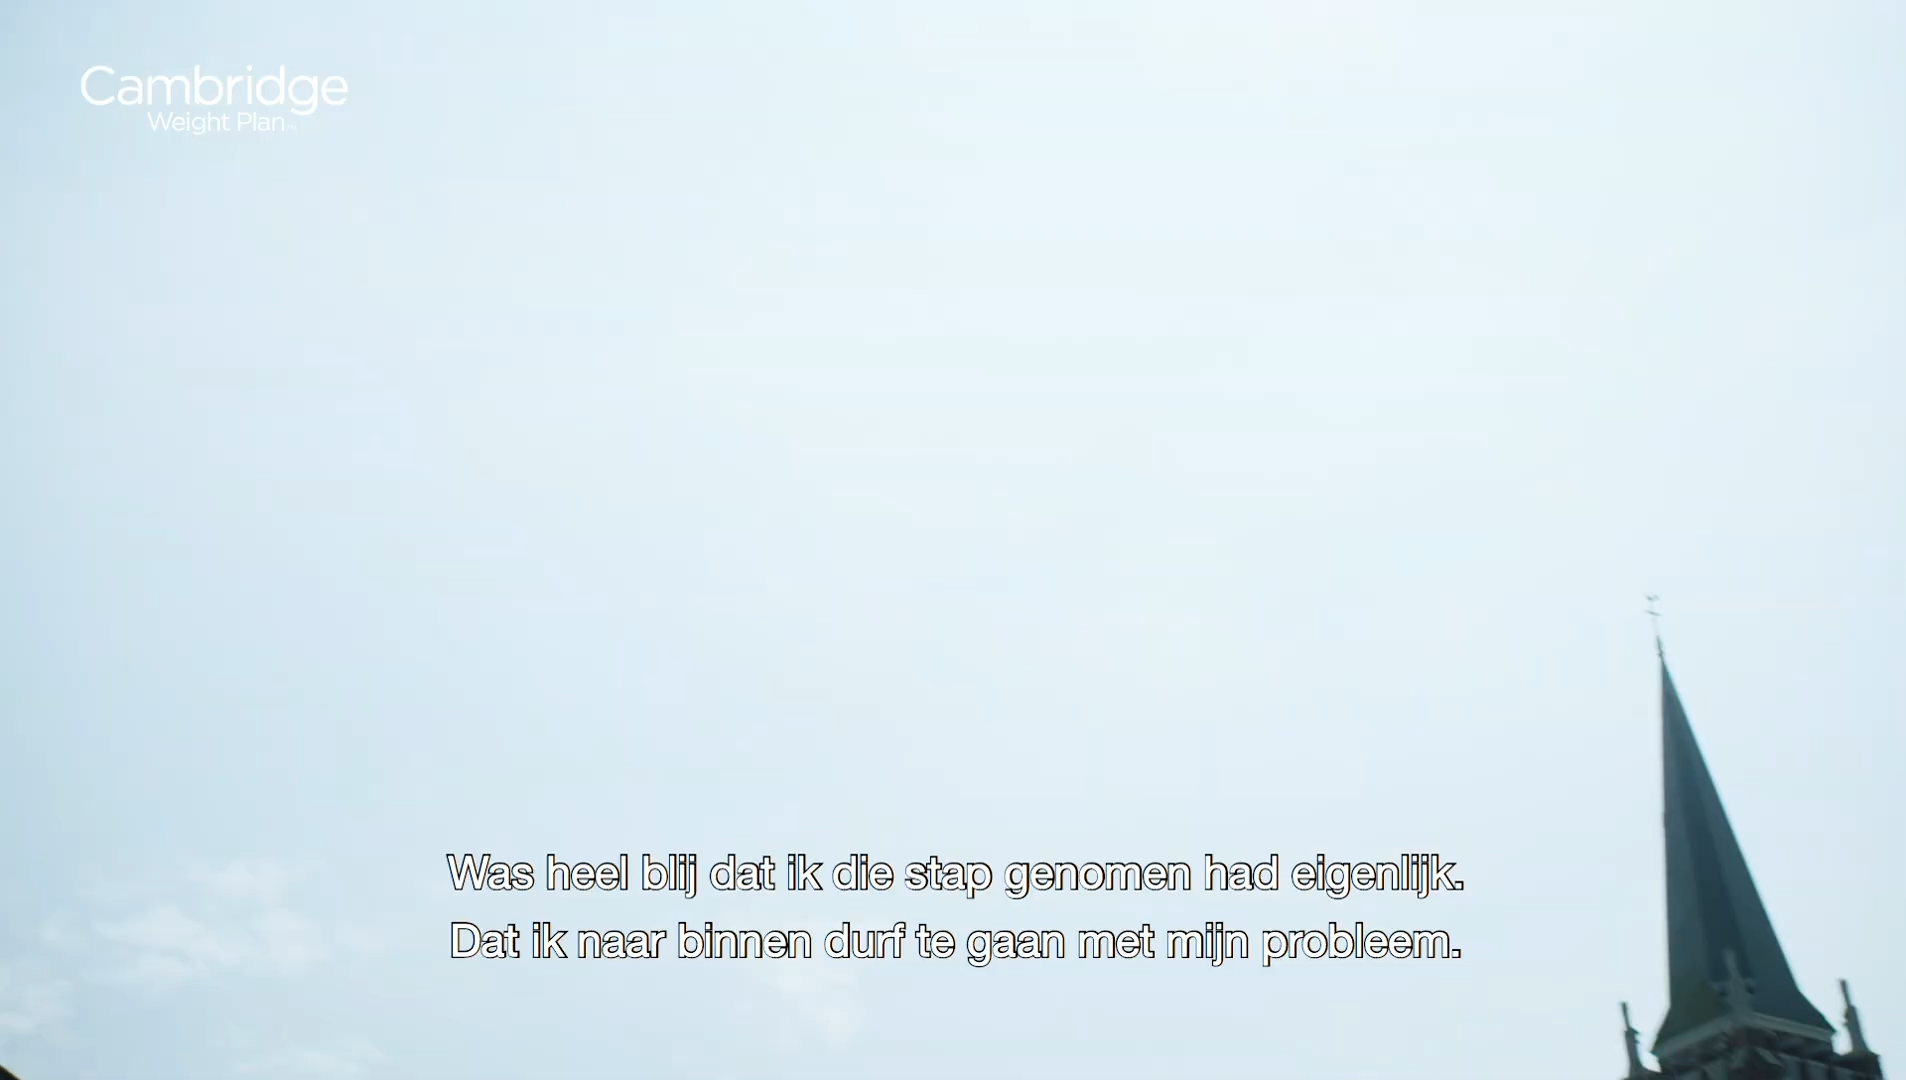 Cambridge
Weight Plan™
Was heel blij dat ik die stap genomen had eigenlijk.
Dat ik naar binnen durf te gaan met mijn probleem.